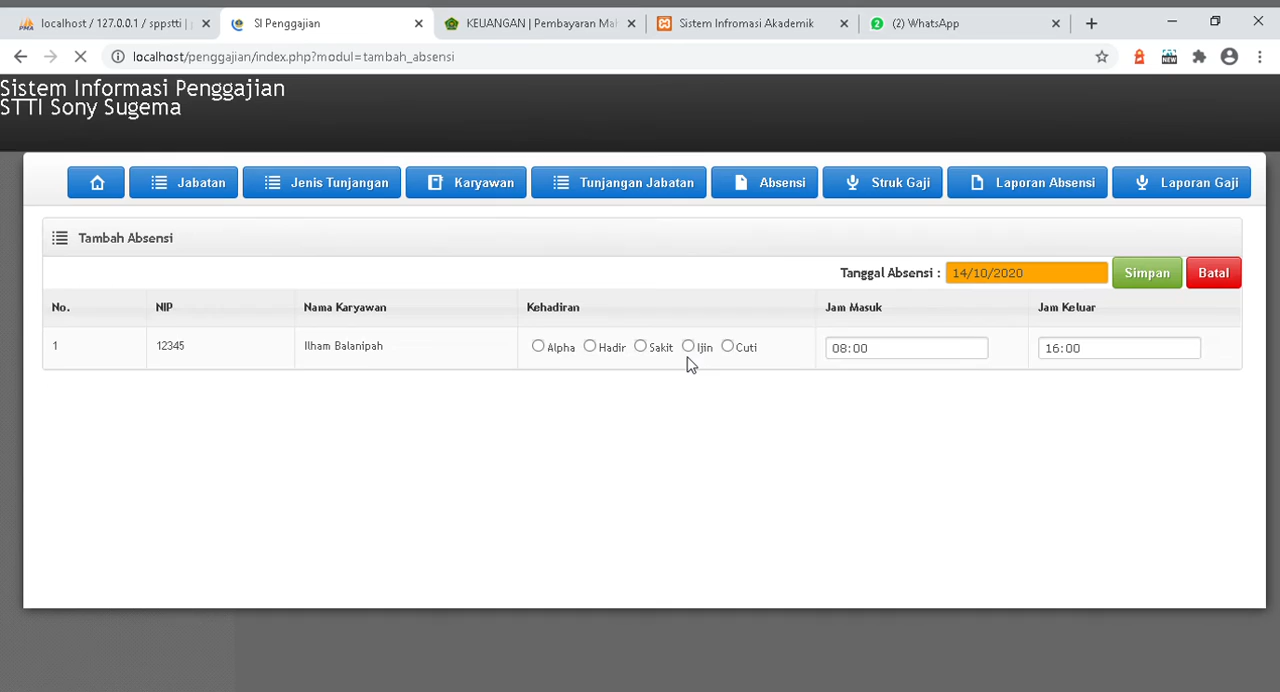 localhost / 127.0.0.1 / sppstti |
SI Penggajian
KEUANGAN | Pembayaran Mal
Sistem Infromasi Akademik
(2) WhatsApp
localhost/penggajian/index.php?modul=tambah_absensi
NEW
Sistem Informasi Penggajian
STTI Sony Sugema
Jabatan
Jenis Tunjangan
Karyawan
Tunjangan Jabatan
Absensi
Struk Gaji
Laporan Absensi
Laporan Gaji
Tambah Absensi
Tanggal Absensi : 14/10/2020 Simpan Batal
No. NIP Nama Karyawan Kehadiran Jam Masuk Jam Keluar
1 12345 Ilham Balanipah Alpha Hadir Sakit Ijin Cuti 08:00 16:00